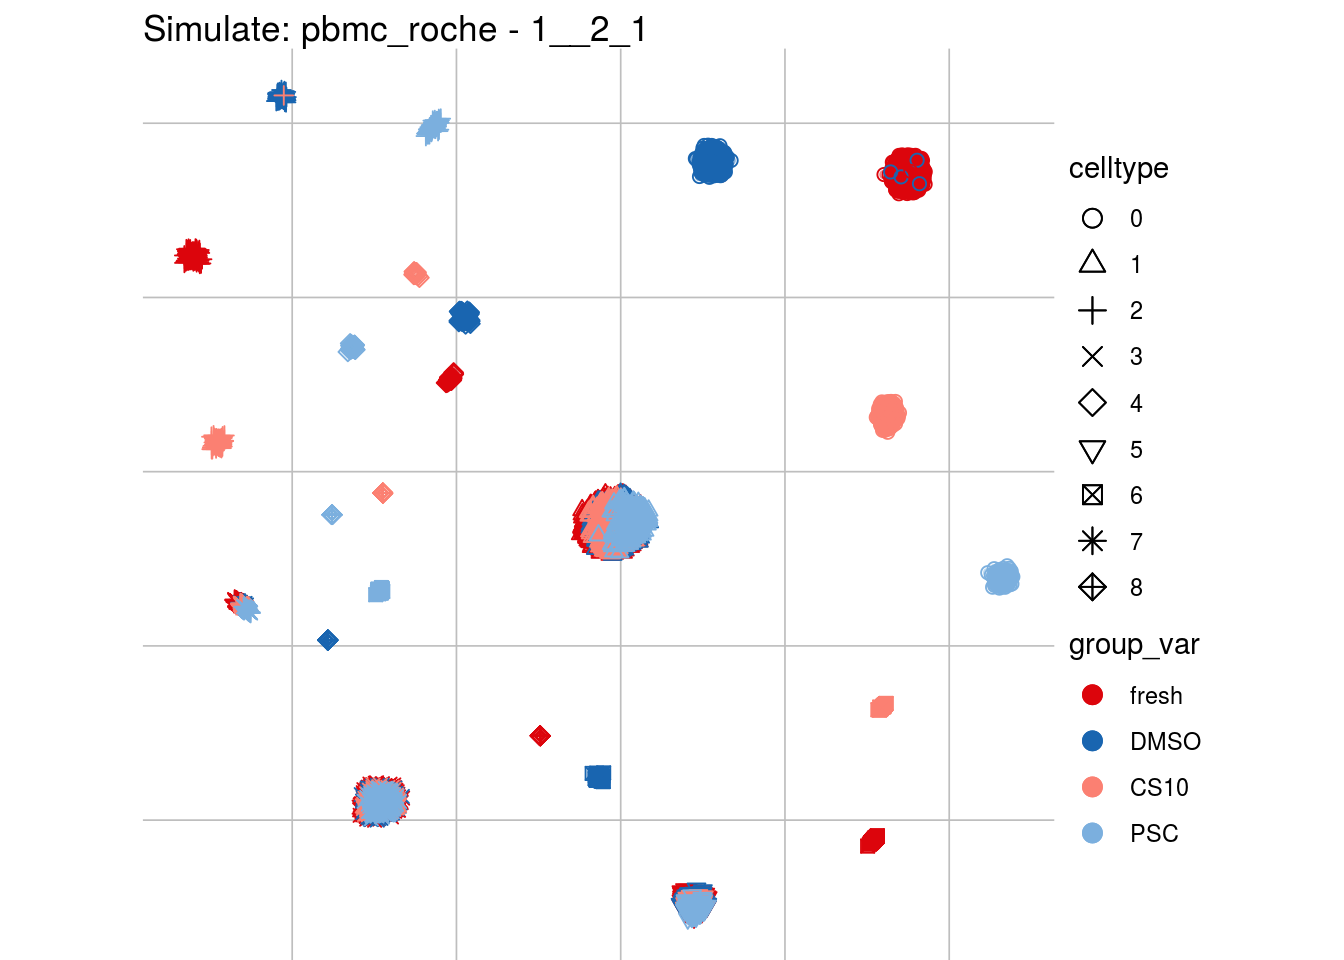 Simulate: pbmc_roche - 1__2_1
celltype
0
1
2
3
4
5
6
7
8
group_var
fresh
DMSO
CS10
PSC